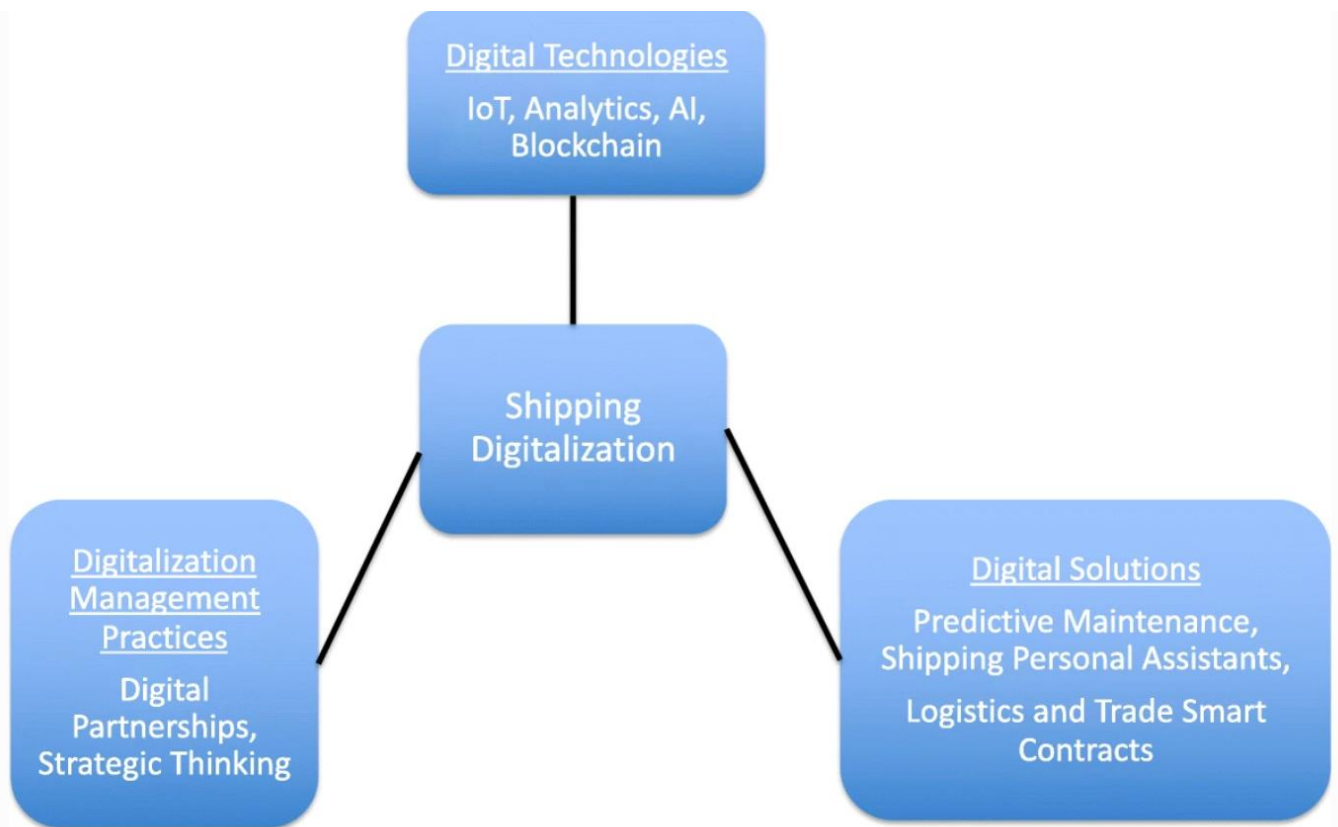 Digital Technologies
IoT, Analytics, AI,
Blockchain
Shipping
Digitalization
Digitalization
Management
Practices
Digital
Partnerships,
Strategic Thinking
Digital Solutions
Predictive Maintenance,
Shipping Personal Assistants,
Logistics and Trade Smart
Contracts